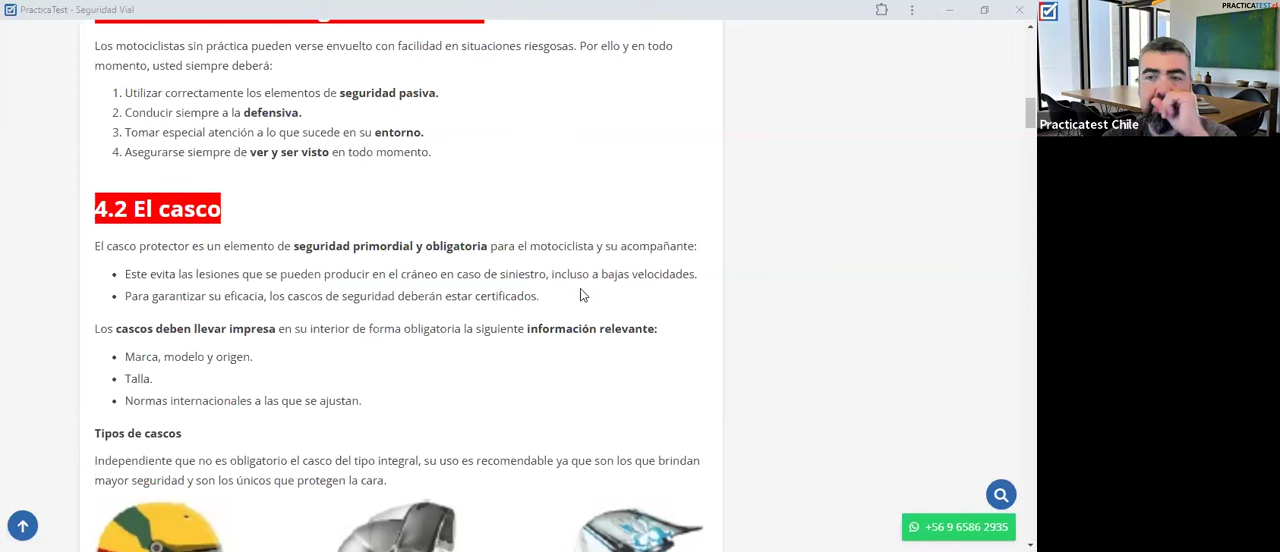 PracticaTest - Seguridad Vial
Los motociclistas sin práctica pueden verse envuelto con facilidad en situaciones riesgosas. Por ello y en todo
momento, usted siempre deberá:
1. Utilizar correctamente los elementos de seguridad pasiva.
2. Conducir siempre a la defensiva.
3. Tomar especial atención a lo que sucede en su entorno.
4. Asegurarse siempre de ver y ser visto en todo momento.
4.2 El casco
El casco protector es un elemento de seguridad primordial y obligatoria para el motociclista y su acompañante:
• Este evita las lesiones que se pueden producir en el cráneo en caso de siniestro, incluso a bajas velocidades.
• Para garantizar su eficacia, los cascos de seguridad deberán estar certificados.
Los cascos deben llevar impresa en su interior de forma obligatoria la siguiente información relevante:
• Marca, modelo y origen.
• Talla.
• Normas internacionales a las que se ajustan.
Tipos de cascos
Independiente que no es obligatorio el casco del tipo integral, su uso es recomendable ya que son los que brindan
mayor seguridad y son los únicos que protegen la cara.
+56 9 6586 2935
PRACTICATEST.cl
Practicatest Chile